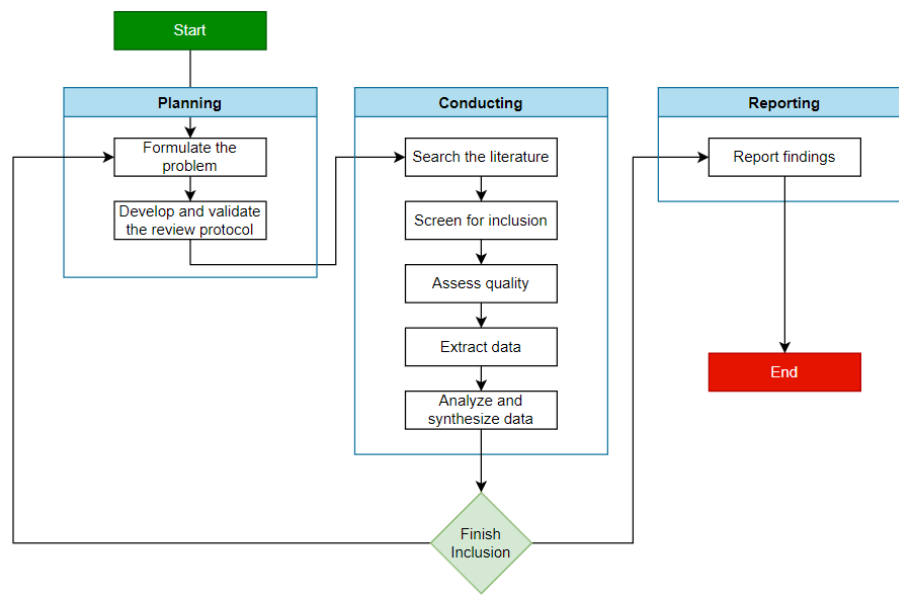 Start
Planning
Formulate the
problem
Develop and validate
the review protocol
Conducting
Search the literature
Screen for inclusion
Assess quality
Extract data
Analyze and
synthesize data
Finish
Inclusion
Reporting
Report findings
End